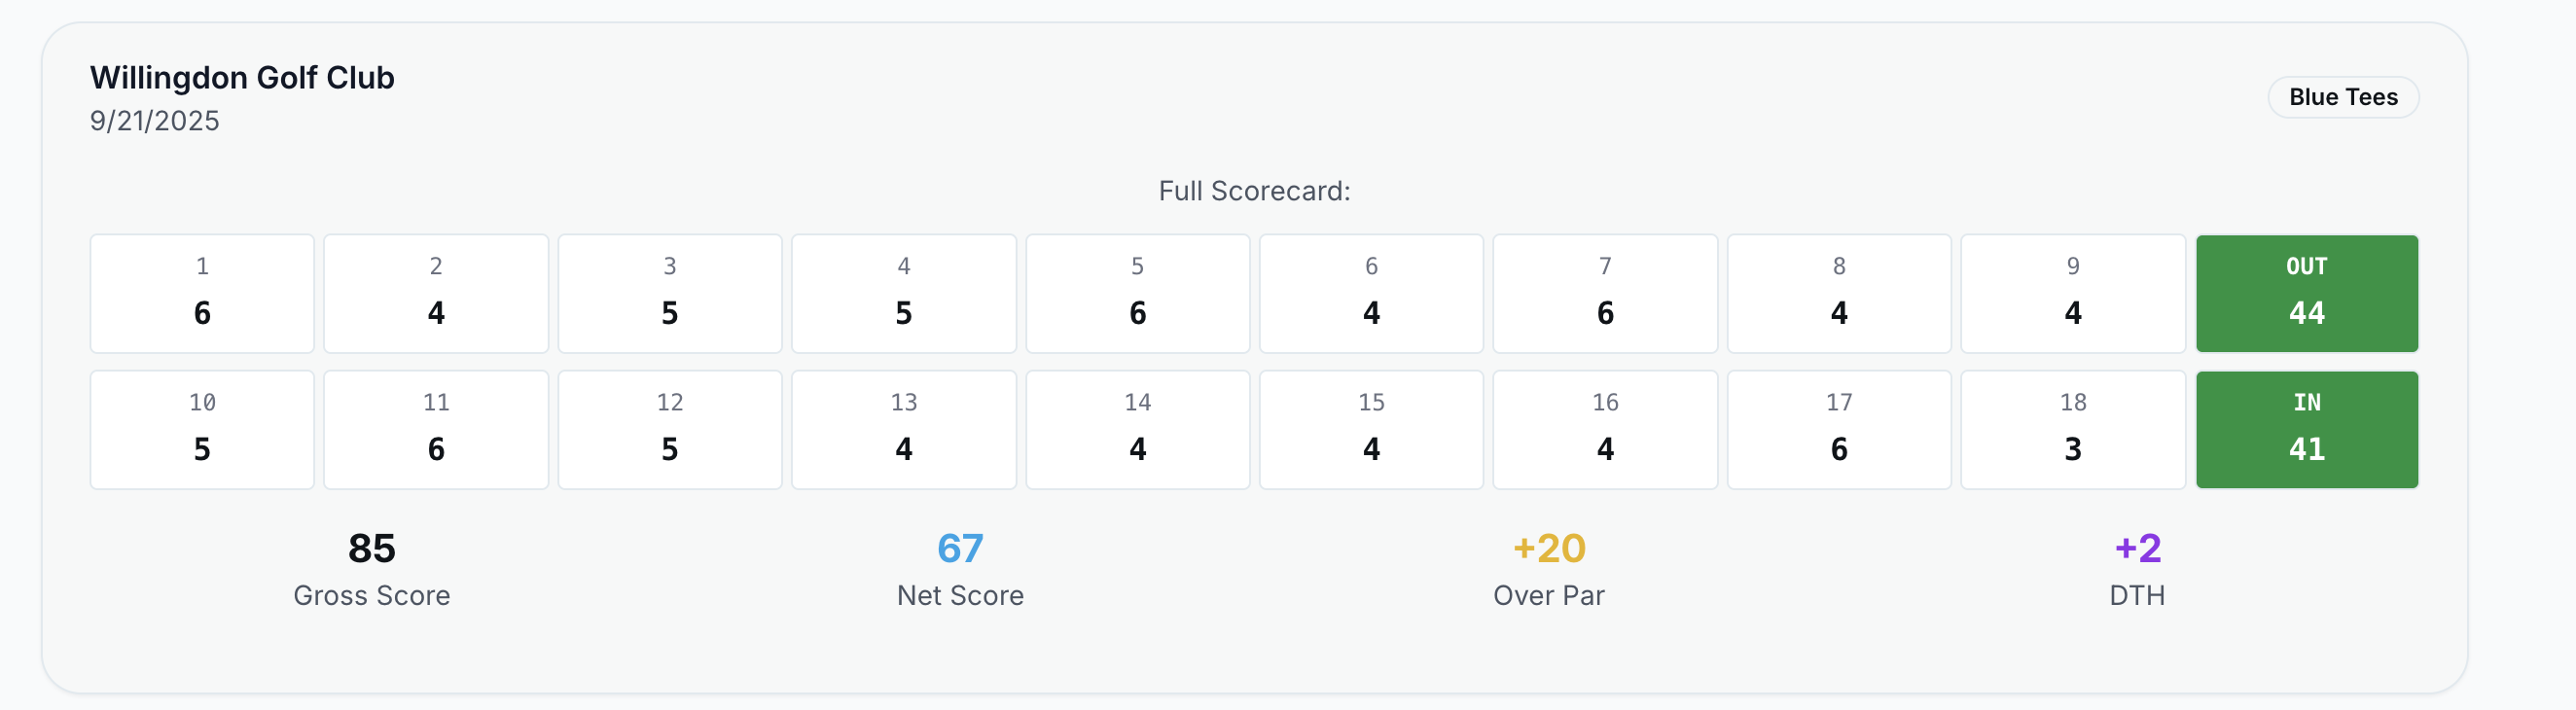 Willingdon Golf Club
9/21/2025
Blue Tees
Full Scorecard:
1 2 3 4 5 6 7 8 9 OUT
6 4 5 5 6 4 6 4 4 44
10 11 12 13 14 15 16 17 18 IN
5 6 5 4 4 4 4 6 3 41
85 67 +20 +2
Gross Score Net Score Over Par DTH